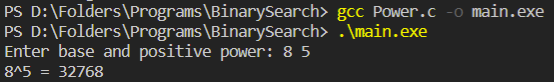 PS D:\Folders\Programs\BinarySearch> gcc Power.c -o main.exe
PS D:\Folders\Programs\BinarySearch> .\main.exe
Enter base and positive power: 8 5
8^5 = 32768